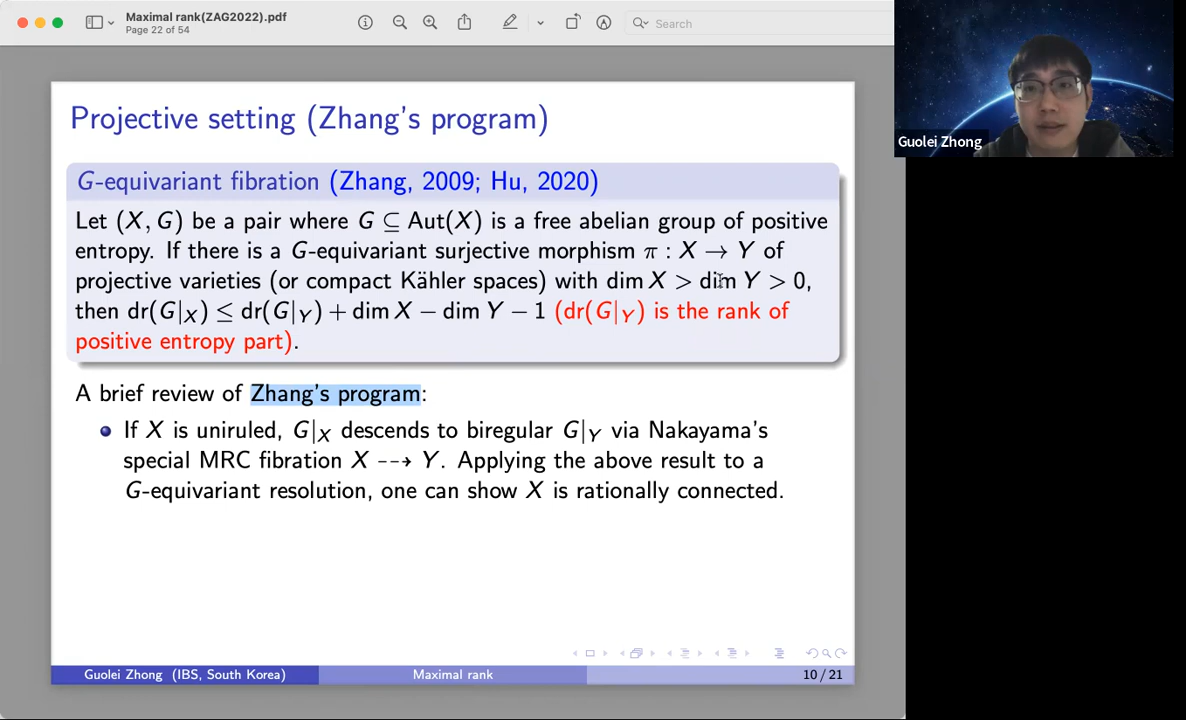 Maximal rank(ZAG2022).pdf
Page 22 of 54
Search
Guolei Zhong
Projective setting (Zhang's program)
G-equivariant fibration (Zhang, 2009; Hu, 2020)
Let (X, G) be a pair where G ⊆ Aut(X) is a free abelian group of positive
entropy. If there is a G-equivariant surjective morphism π : X → Y of
projective varieties (or compact Kähler spaces) with dim X > dim Y > 0,
then dr(G|X) ≤ dr(G|Y) + dim X − dim Y − 1 (dr(G|Y) is the rank of
positive entropy part).
A brief review of Zhang's program:
If X is uniruled, G|X descends to biregular G|Y via Nakayama's
special MRC fibration X ⇢ Y. Applying the above result to a
G-equivariant resolution, one can show X is rationally connected.
Guolei Zhong (IBS, South Korea)
Maximal rank
10 / 21